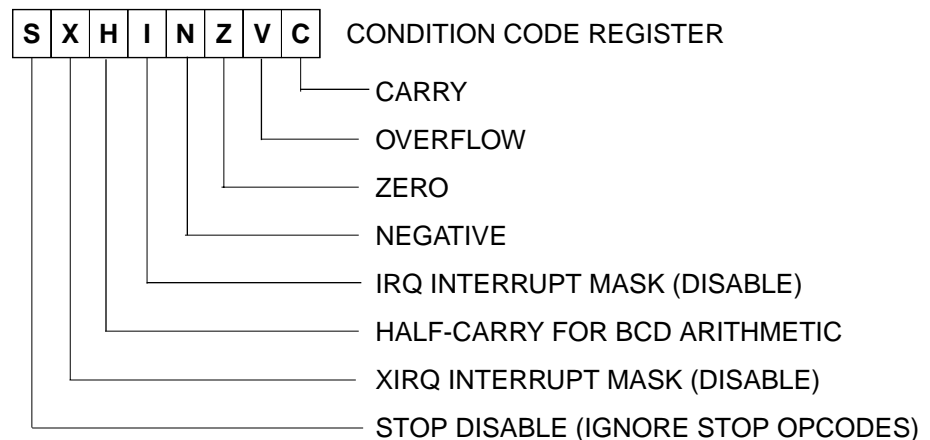 S X H I N Z V C CONDITION CODE REGISTER
CARRY
OVERFLOW
ZERO
NEGATIVE
IRQ INTERRUPT MASK (DISABLE)
HALF-CARRY FOR BCD ARITHMETIC
XIRQ INTERRUPT MASK (DISABLE)
STOP DISABLE (IGNORE STOP OPCODES)